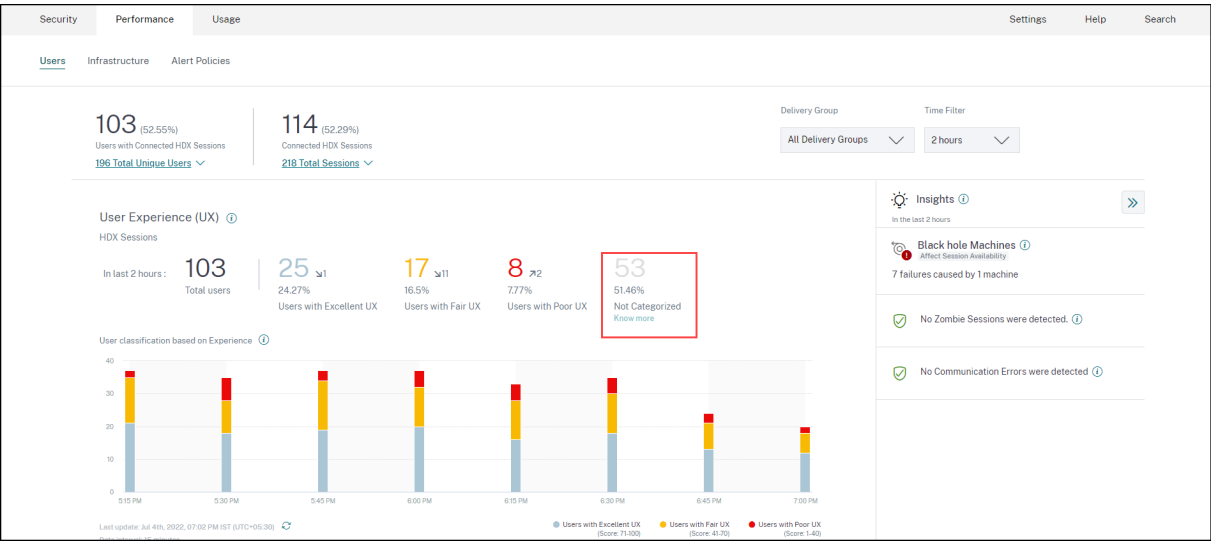 Security Performance Usage Settings Help Search
Users Infrastructure Alert Policies
103 (52.55%)
Users with Connected HDX Sessions
196 Total Unique Users
114 (52.29%)
Connected HDX Sessions
218 Total Sessions
Delivery Group
All Delivery Groups
Time Filter
2 hours
User Experience (UX)
HDX Sessions
In last 2 hours :
103
Total users
25 1
24.27%
Users with Excellent UX
17 11
16.5%
Users with Fair UX
8 2
7.77%
Users with Poor UX
53
51.46%
Not Categorized
Know more
User classification based on Experience
40
30
20
10
0
5:15 PM 5:30 PM 5:45 PM 6:00 PM 6:15 PM 6:30 PM 6:45 PM 7:00 PM
Last update: Jul 4th, 2022, 07:02 PM IST (UTC+05:30)
Users with Excellent UX
(Score: 71-100)
Users with Fair UX
(Score: 41-70)
Users with Poor UX
(Score: 1-40)
Insights
In the last 2 hours
Black hole Machines
Affect Session Availability
7 failures caused by 1 machine
No Zombie Sessions were detected.
No Communication Errors were detected